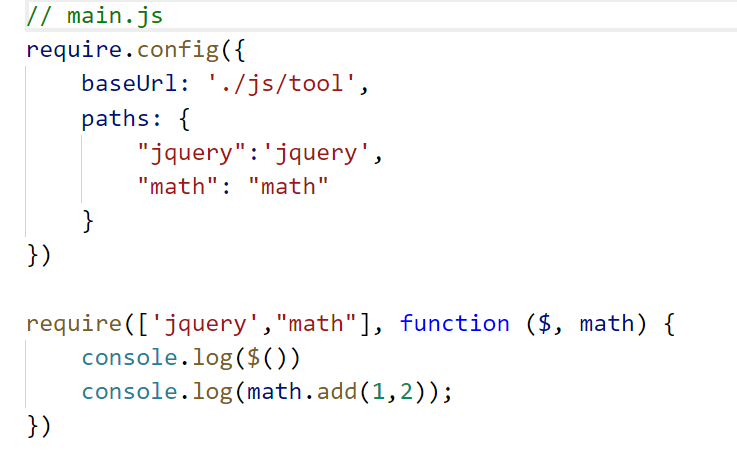 // main.js
require.config({
    baseUrl: './js/tool',
    paths: {
        "jquery":'jquery',
        "math": "math"
    }
})

require(['jquery',"math"], function ($, math) {
    console.log($())
    console.log(math.add(1,2));
})